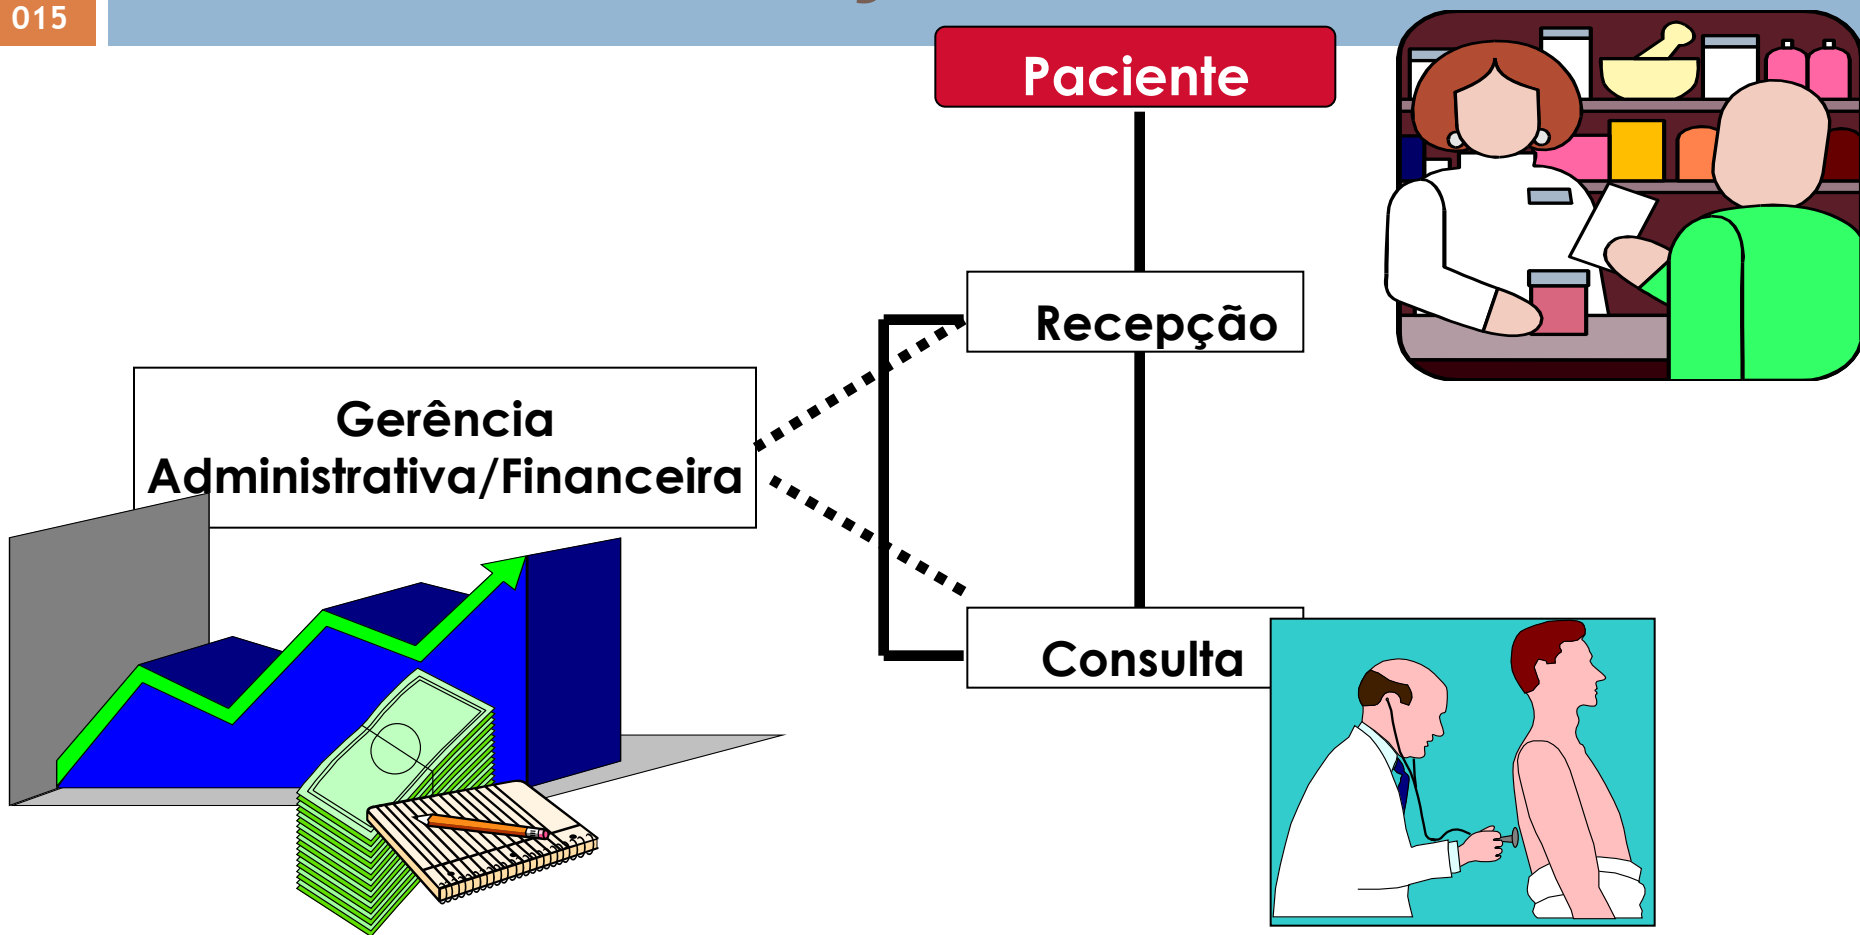 015
Paciente
Recepção
Gerência
Administrativa/Financeira
Consulta